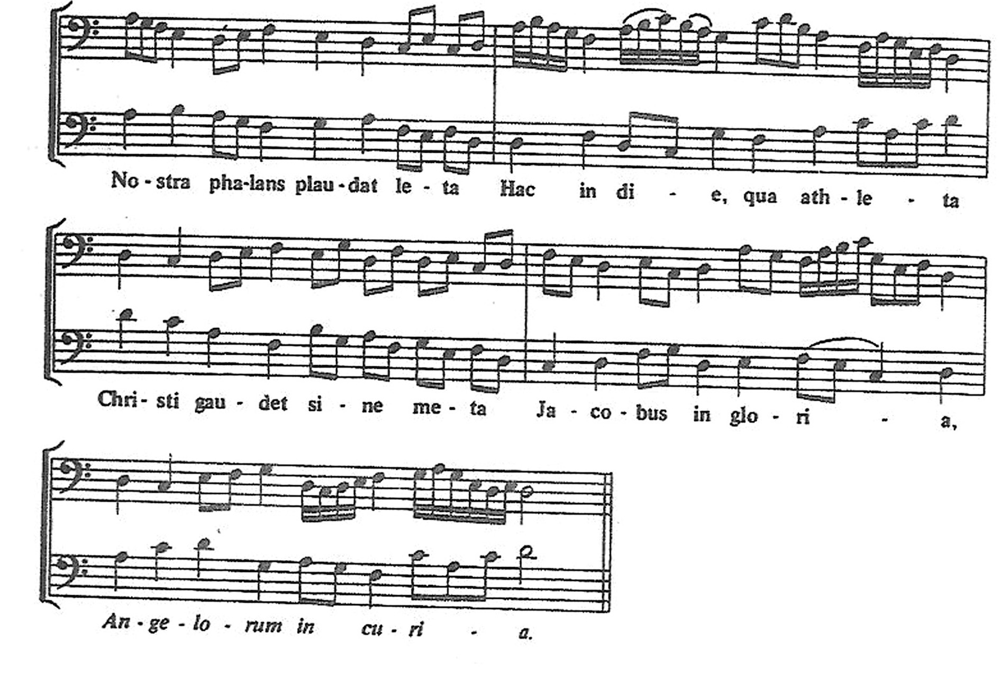 No - stra pha-lans plau-dat le - ta Hac in di - e, qua ath - le - ta
Chri- sti gau - det si - ne me - ta Ja - co - bus in glo - ri - a,
An - ge - lo - rum in cu - ri - a.